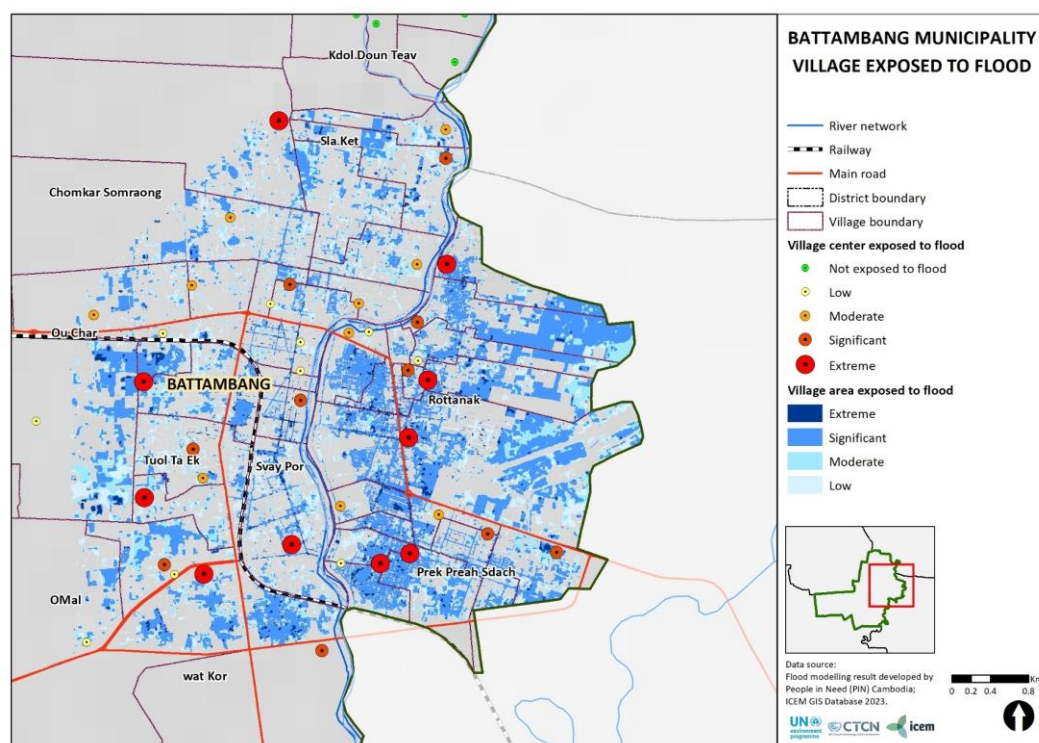 Kdol Doun Teav
Sla Ket
Chomkar Somraong
Ou Char
BATTAMBANG
Rottanak
Tuol Ta Ek
Svay Por
Prek Preah Sdach
OMal
wat Kor
BATTAMBANG MUNICIPALITY
VILLAGE EXPOSED TO FLOOD
River network
Railway
Main road
District boundary
Village boundary
Village center exposed to flood
Not exposed to flood
Low
Moderate
Significant
Extreme
Village area exposed to flood
Extreme
Significant
Moderate
Low
Data source:
Flood modelling result developed by
People in Need (PIN) Cambodia;
ICEM GIS Database 2023.
Km
0 0.2 0.4 0.8
UN
environment
programme
CTCN
icem